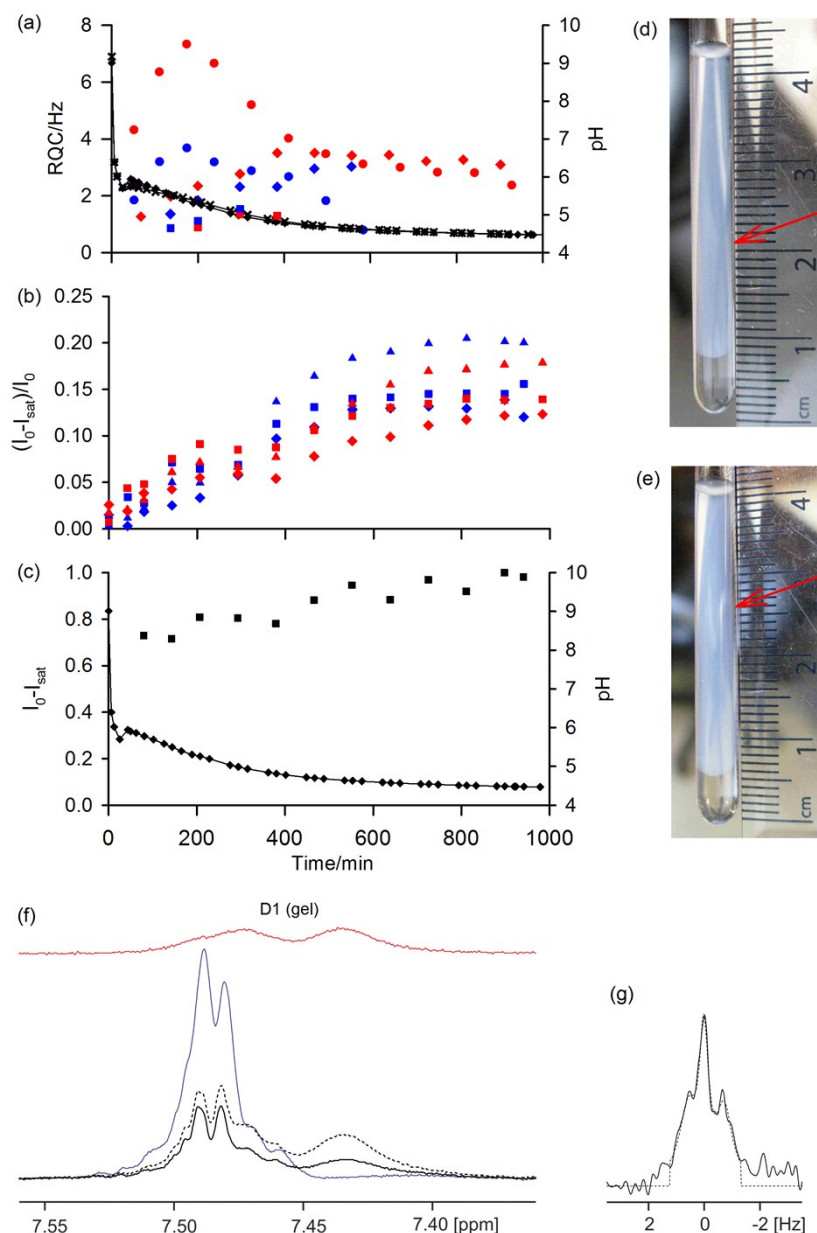 (a)
10
9
8
7
6
5
4
pH
8
6
4
2
0
RQC/Hz
(b)
0.25
0.20
0.15
0.10
0.05
0.00
(I0-Isat)/I0
(c)
1.0
0.8
0.6
0.4
0.2
0.0
I0-Isat
10
9
8
7
6
5
4
pH
0 200 400 600 800 1000
Time/min
(d)
4
3
2
1
cm
(e)
4
2
1
cm
(f)
D1 (gel)
7.55 7.50 7.45 7.40 [ppm]
(g)
2 0 -2 [Hz]